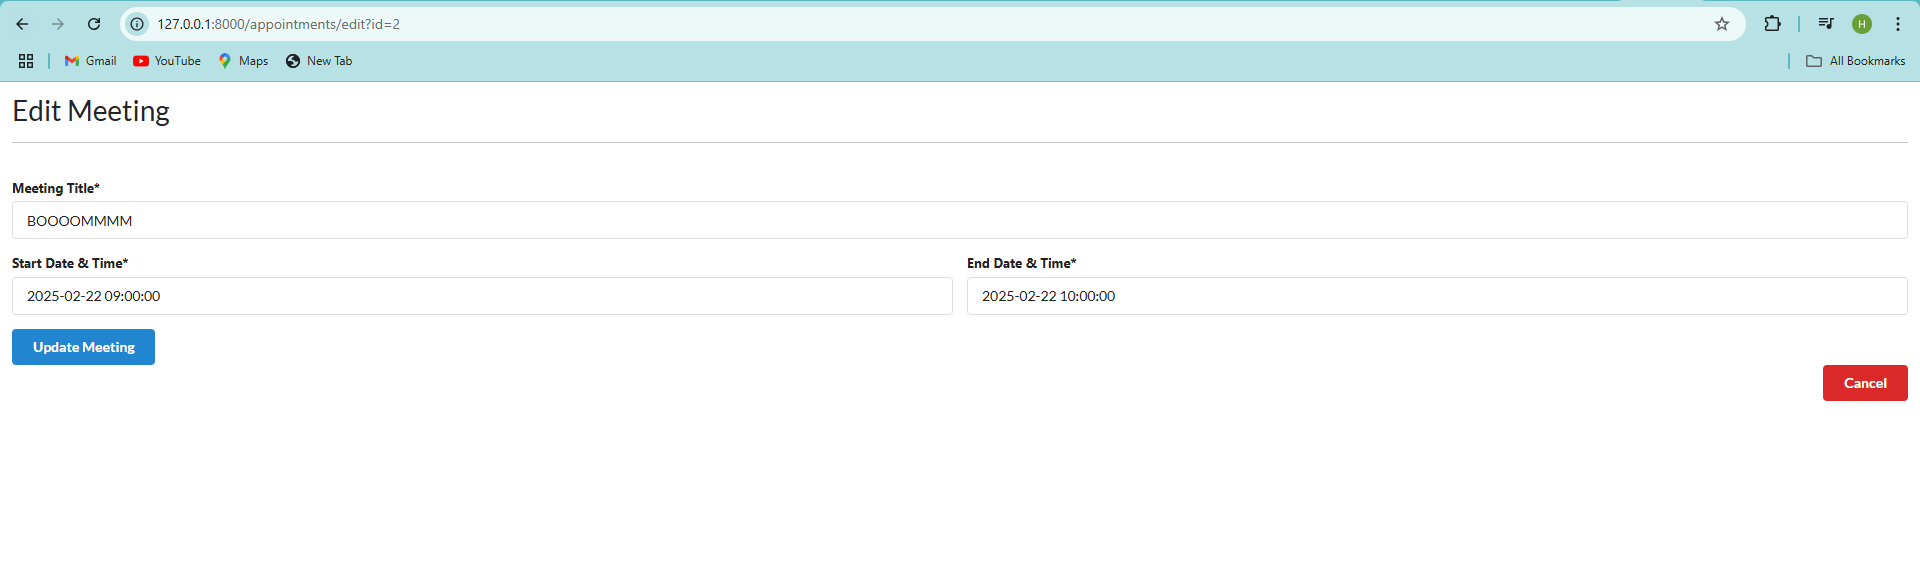 127.0.0.1:8000/appointments/edit?id=2
H
Gmail YouTube Maps New Tab All Bookmarks
Edit Meeting
Meeting Title*
BOOOOMMMM
Start Date & Time* End Date & Time*
2025-02-22 09:00:00 2025-02-22 10:00:00
Update Meeting
Cancel